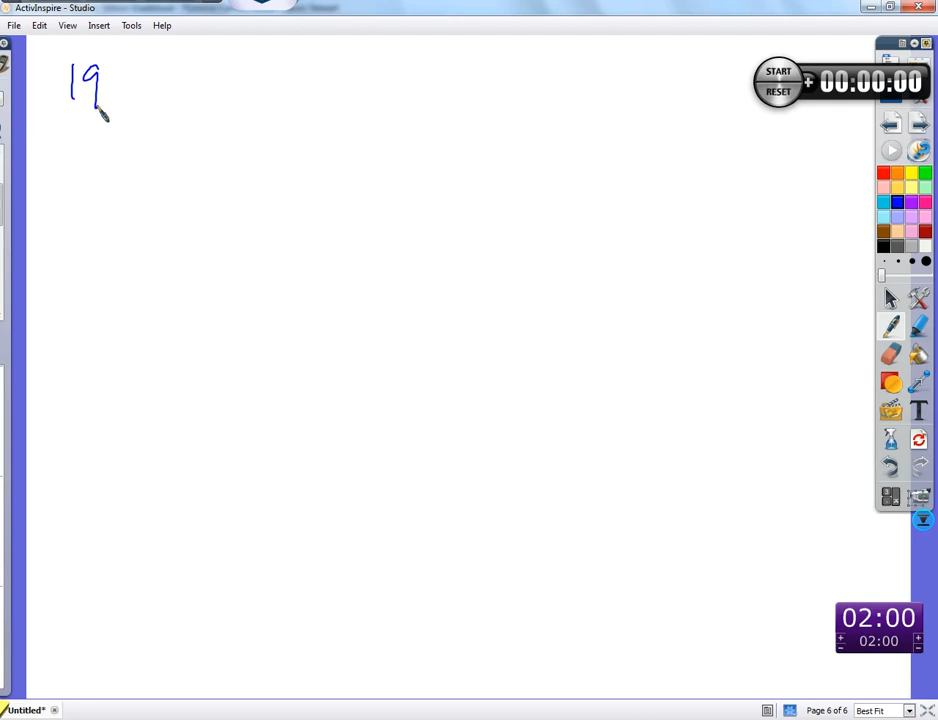 ActivInspire - Studio
File Edit View Insert Tools Help
19
START
RESET
+ 00:00:00
T
02:00
+ 02:00 +
Untitled*
Page 6 of 6
Best Fit